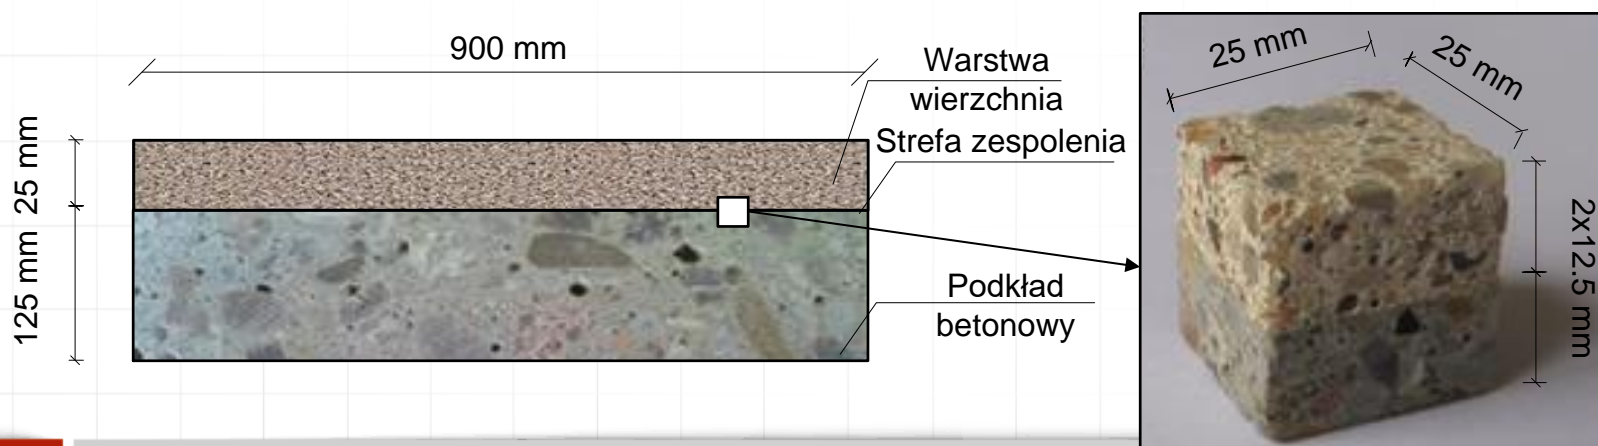 900 mm
Warstwa
wierzchnia
Strefa zespolenia
25 mm
125 mm
Podkład
betonowy
25 mm
25 mm
2x12.5 mm